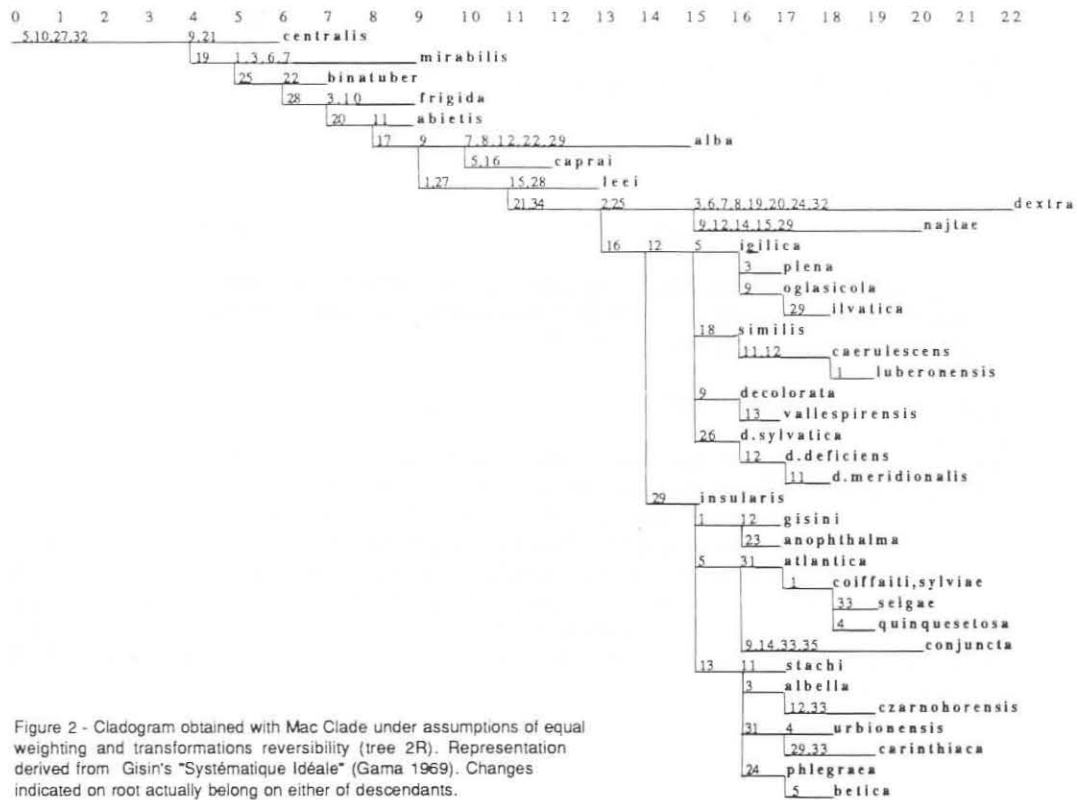 0 1 2 3 4 5 6 7 8 9 10 11 12 13 14 15 16 17 18 19 20 21 22
5.10.27.32 9.21 centralis
19 1.3.6.7 mirabilis
25 22 binatuber
28 3.10 frigida
20 11 abietis
17 9 7.8.12.22.29 alba
5.16 caprai
1.27 15.28 leei
21.34 2.25 3.6.7.8.19.20.24.32 dextra
9.12.14.15.29 najtae
16 12 5 igilica
3 plena
9 oglasicola
29 ilvatica
18 similis
11.12 caerulescens
1 luberonensis
9 decolorata
13 vallespirensis
26 d.sylvatica
12 d.deficiens
11 d.meridionalis
29 insularis
1 12 gisini
23 anophthalma
5 31 atlantica
1 coiffaiti,sylviae
33 selgae
4 quinquesetosa
9.14.33.35 conjuncta
13 11 stachi
3 albella
12.33 czarnohorensis
31 4 urbionensis
29.33 carinthiaca
24 phlegraea
5 betica
Figure 2 - Cladogram obtained with Mac Clade under assumptions of equal
weighting and transformations reversibility (tree 2R). Representation
derived from Gisin's "Systématique Idéale" (Gama 1969). Changes
indicated on root actually belong on either of descendants.